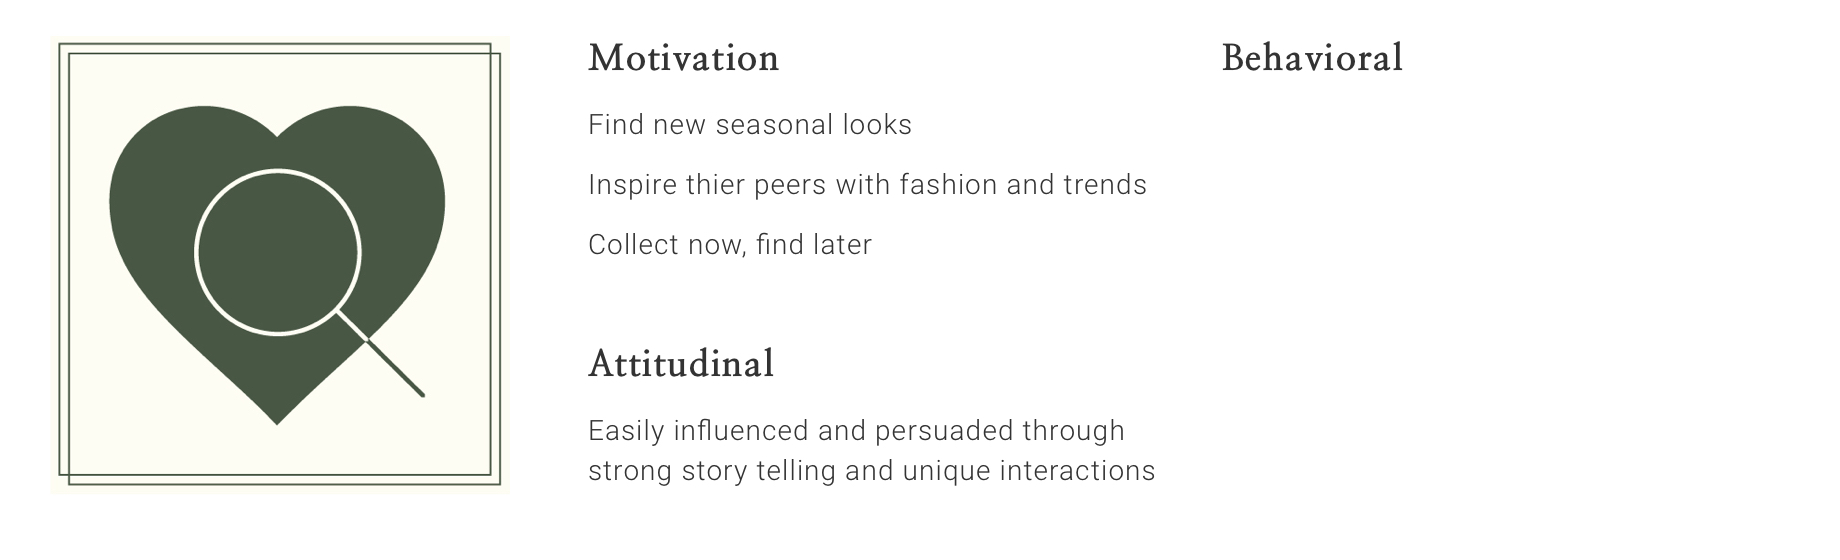 Motivation
Find new seasonal looks
Inspire thier peers with fashion and trends
Collect now, find later
Attitudinal
Easily influenced and persuaded through
strong story telling and unique interactions
Behavioral